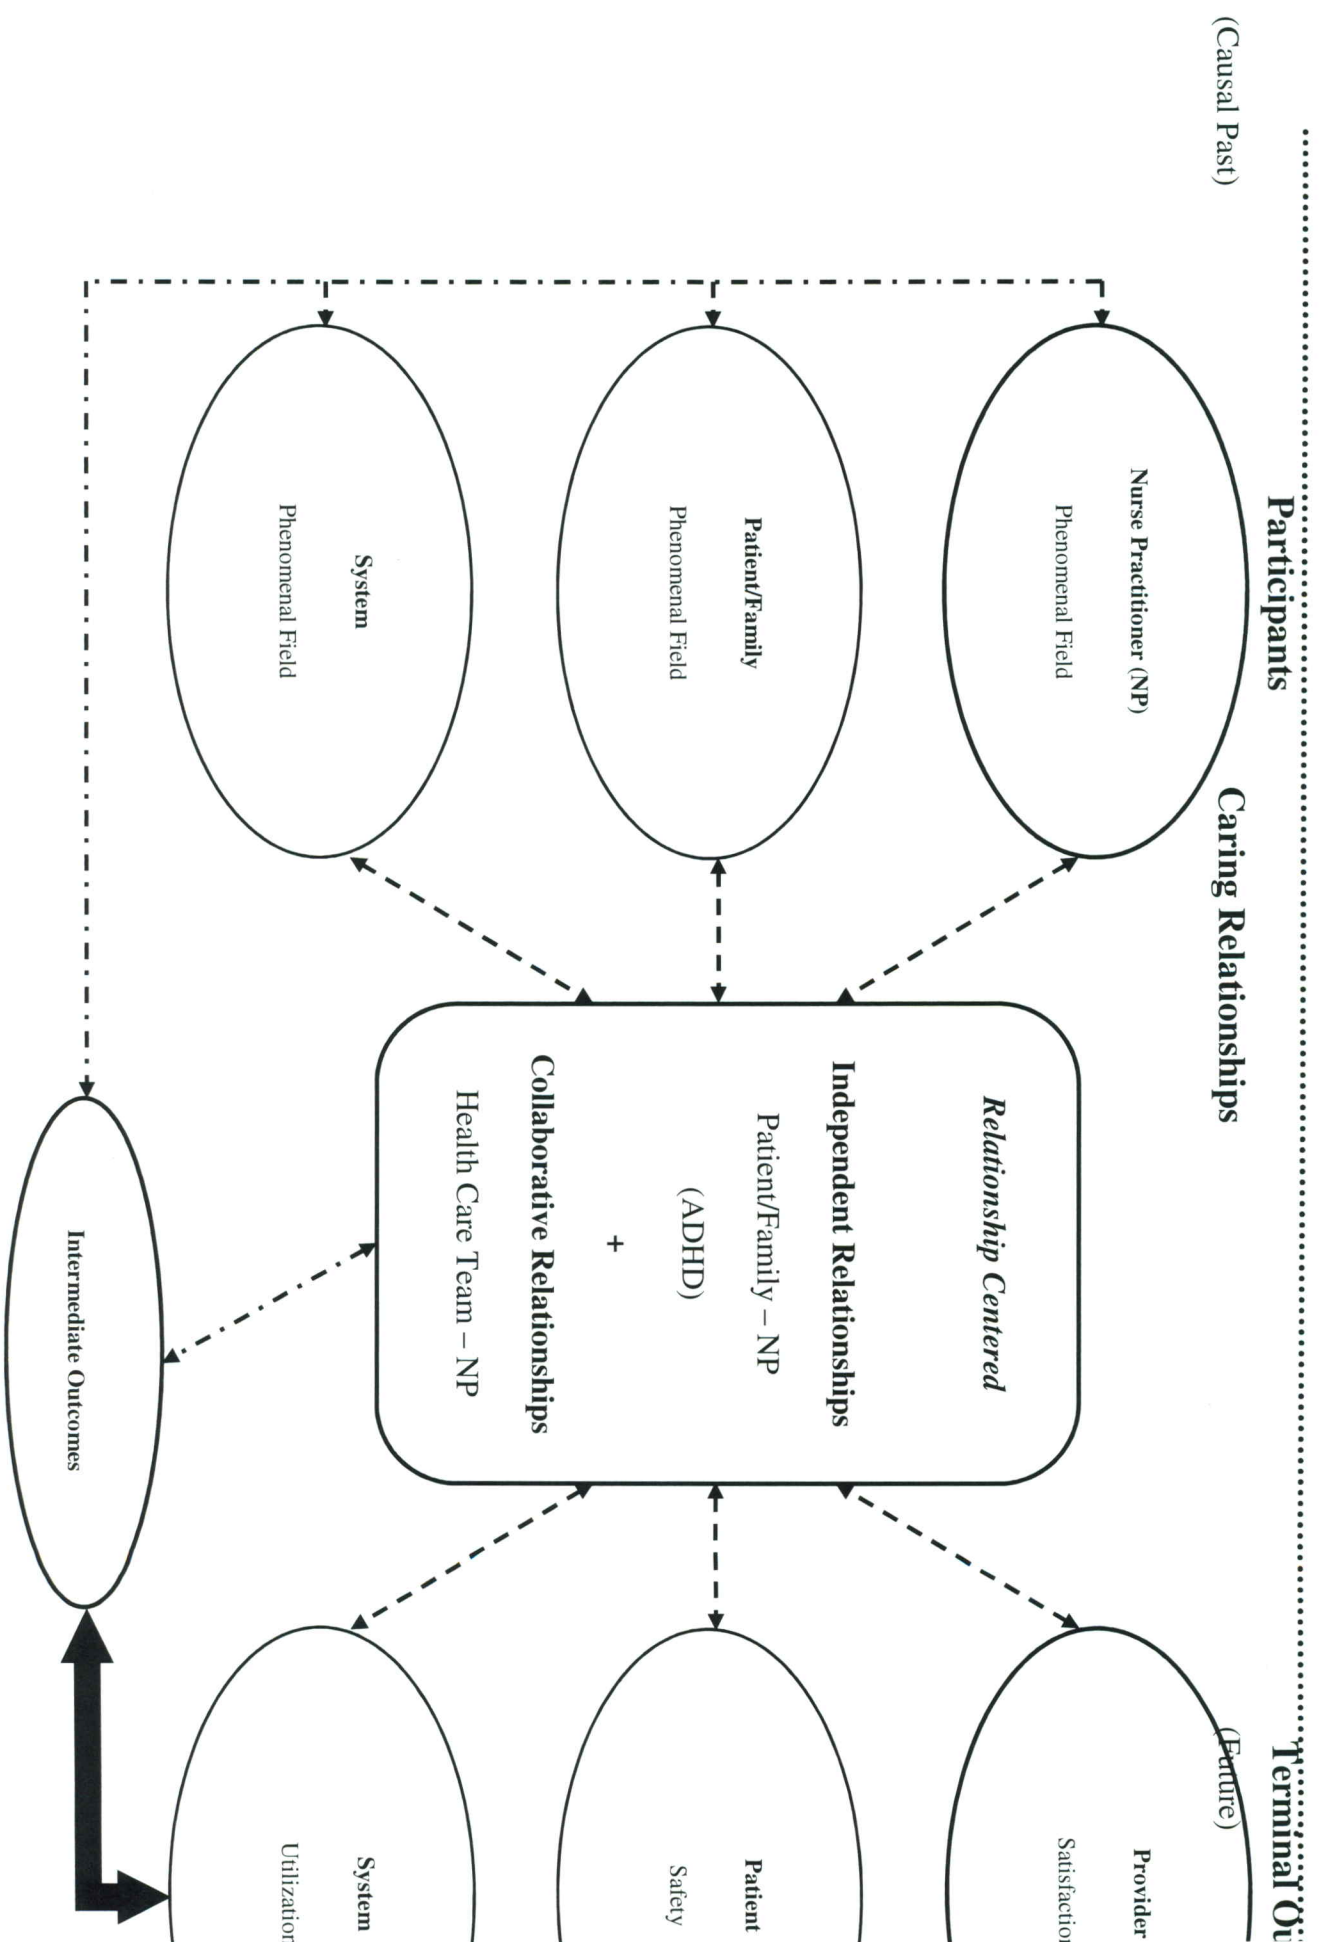 Participants
Terminal Ou
(Causal Past)
Caring Relationships
(Future)
Nurse Practitioner (NP)
Phenomenal Field
Patient/Family
Phenomenal Field
System
Phenomenal Field
Relationship Centered
Independent Relationships
Patient/Family – NP
(ADHD)
+
Collaborative Relationships
Health Care Team – NP
Intermediate Outcomes
Provider
Satisfaction
Patient
Safety
System
Utilization